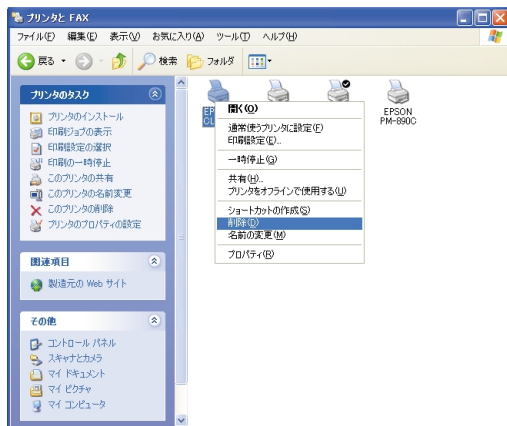 プリンタと FAX
ファイル(F) 編集(E) 表示(V) お気に入り(A) ツール(T) ヘルプ(H)
戻る 検索 フォルダ
プリンタのタスク
プリンタのインストール
印刷ジョブの表示
印刷設定の選択
印刷の一時停止
このプリンタの共有
このプリンタの名前変更
このプリンタの削除
プリンタのプロパティの設定
関連項目
製造元の Web サイト
その他
コントロール パネル
スキャナとカメラ
マイ ドキュメント
マイ ピクチャ
マイ コンピュータ
EP
CL
開く(O)
通常使うプリンタに設定(F)
印刷設定(E)...
一時停止(G)
共有(H)...
プリンタをオフラインで使用する(U)
ショートカットの作成(S)
削除(D)
名前の変更(M)
プロパティ(R)
EPSON
PM-890C